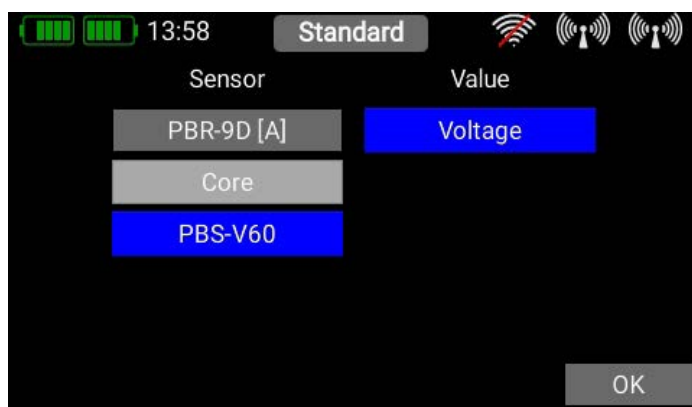 13:58 Standard
Sensor Value
PBR-9D [A] Voltage
Core
PBS-V60
OK